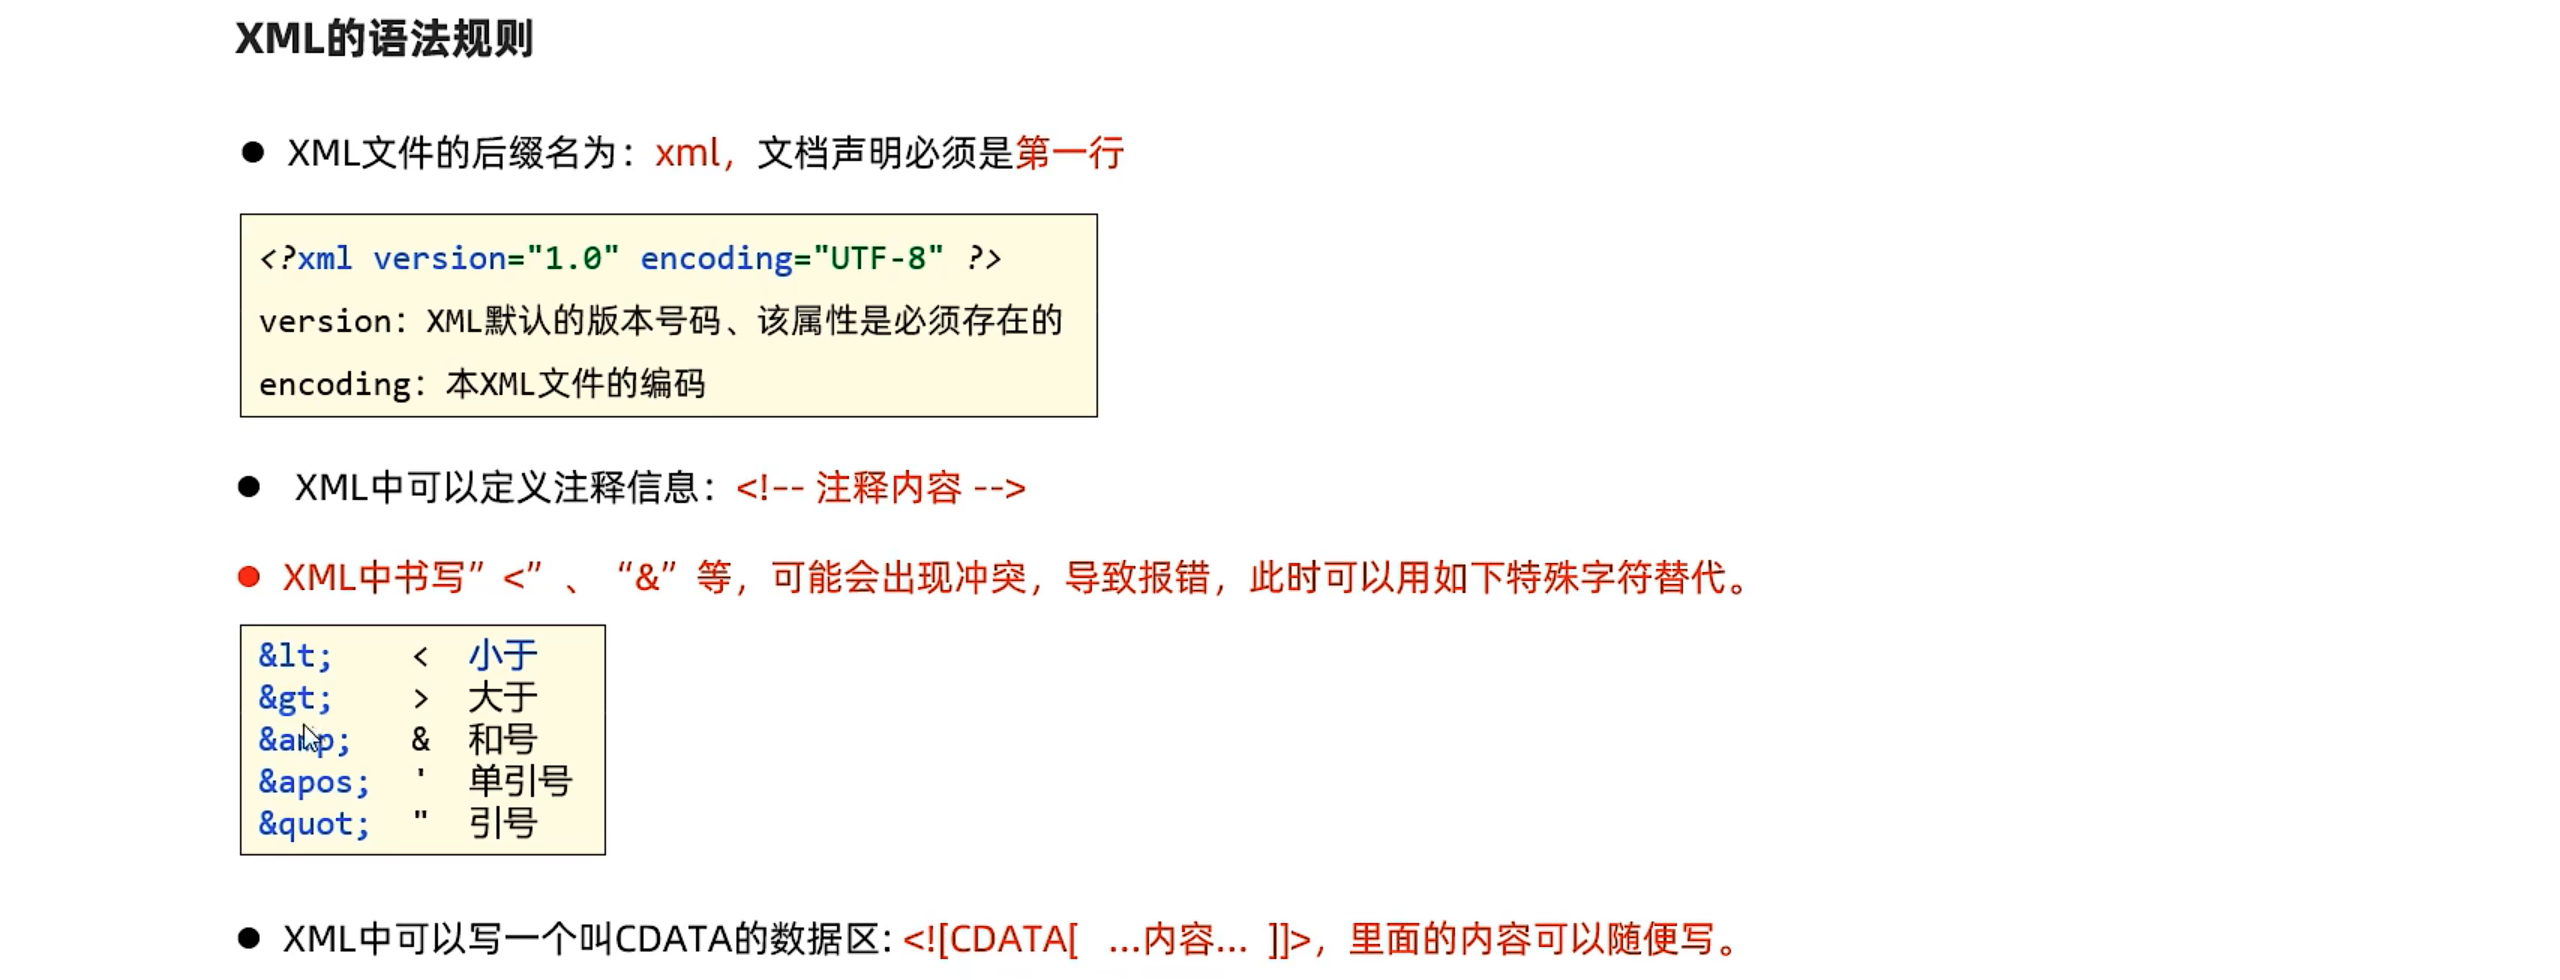 XML的语法规则
● XML文件的后缀名为：xml，文档声明必须是第一行
<?xml version="1.0" encoding="UTF-8" ?>
version：XML默认的版本号码、该属性是必须存在的
encoding：本XML文件的编码
● XML中可以定义注释信息：<!-- 注释内容 -->
● XML中书写”<”、“&”等，可能会出现冲突，导致报错，此时可以用如下特殊字符替代。
&lt; < 小于
&gt; > 大于
&amp; & 和号
&apos; ' 单引号
&quot; " 引号
● XML中可以写一个叫CDATA的数据区: <![CDATA[ ...内容... ]]>，里面的内容可以随便写。